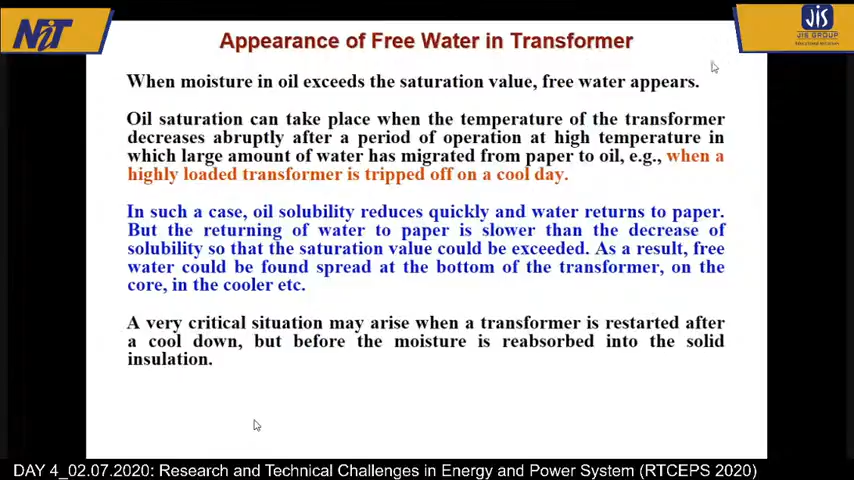 NiT
JIS
JIS GROUP
Educational Initiatives
Appearance of Free Water in Transformer
When moisture in oil exceeds the saturation value, free water appears.
Oil saturation can take place when the temperature of the transformer
decreases abruptly after a period of operation at high temperature in
which large amount of water has migrated from paper to oil, e.g., when a
highly loaded transformer is tripped off on a cool day.
In such a case, oil solubility reduces quickly and water returns to paper.
But the returning of water to paper is slower than the decrease of
solubility so that the saturation value could be exceeded. As a result, free
water could be found spread at the bottom of the transformer, on the
core, in the cooler etc.
A very critical situation may arise when a transformer is restarted after
a cool down, but before the moisture is reabsorbed into the solid
insulation.
DAY 4_02.07.2020: Research and Technical Challenges in Energy and Power System (RTCEPS 2020)